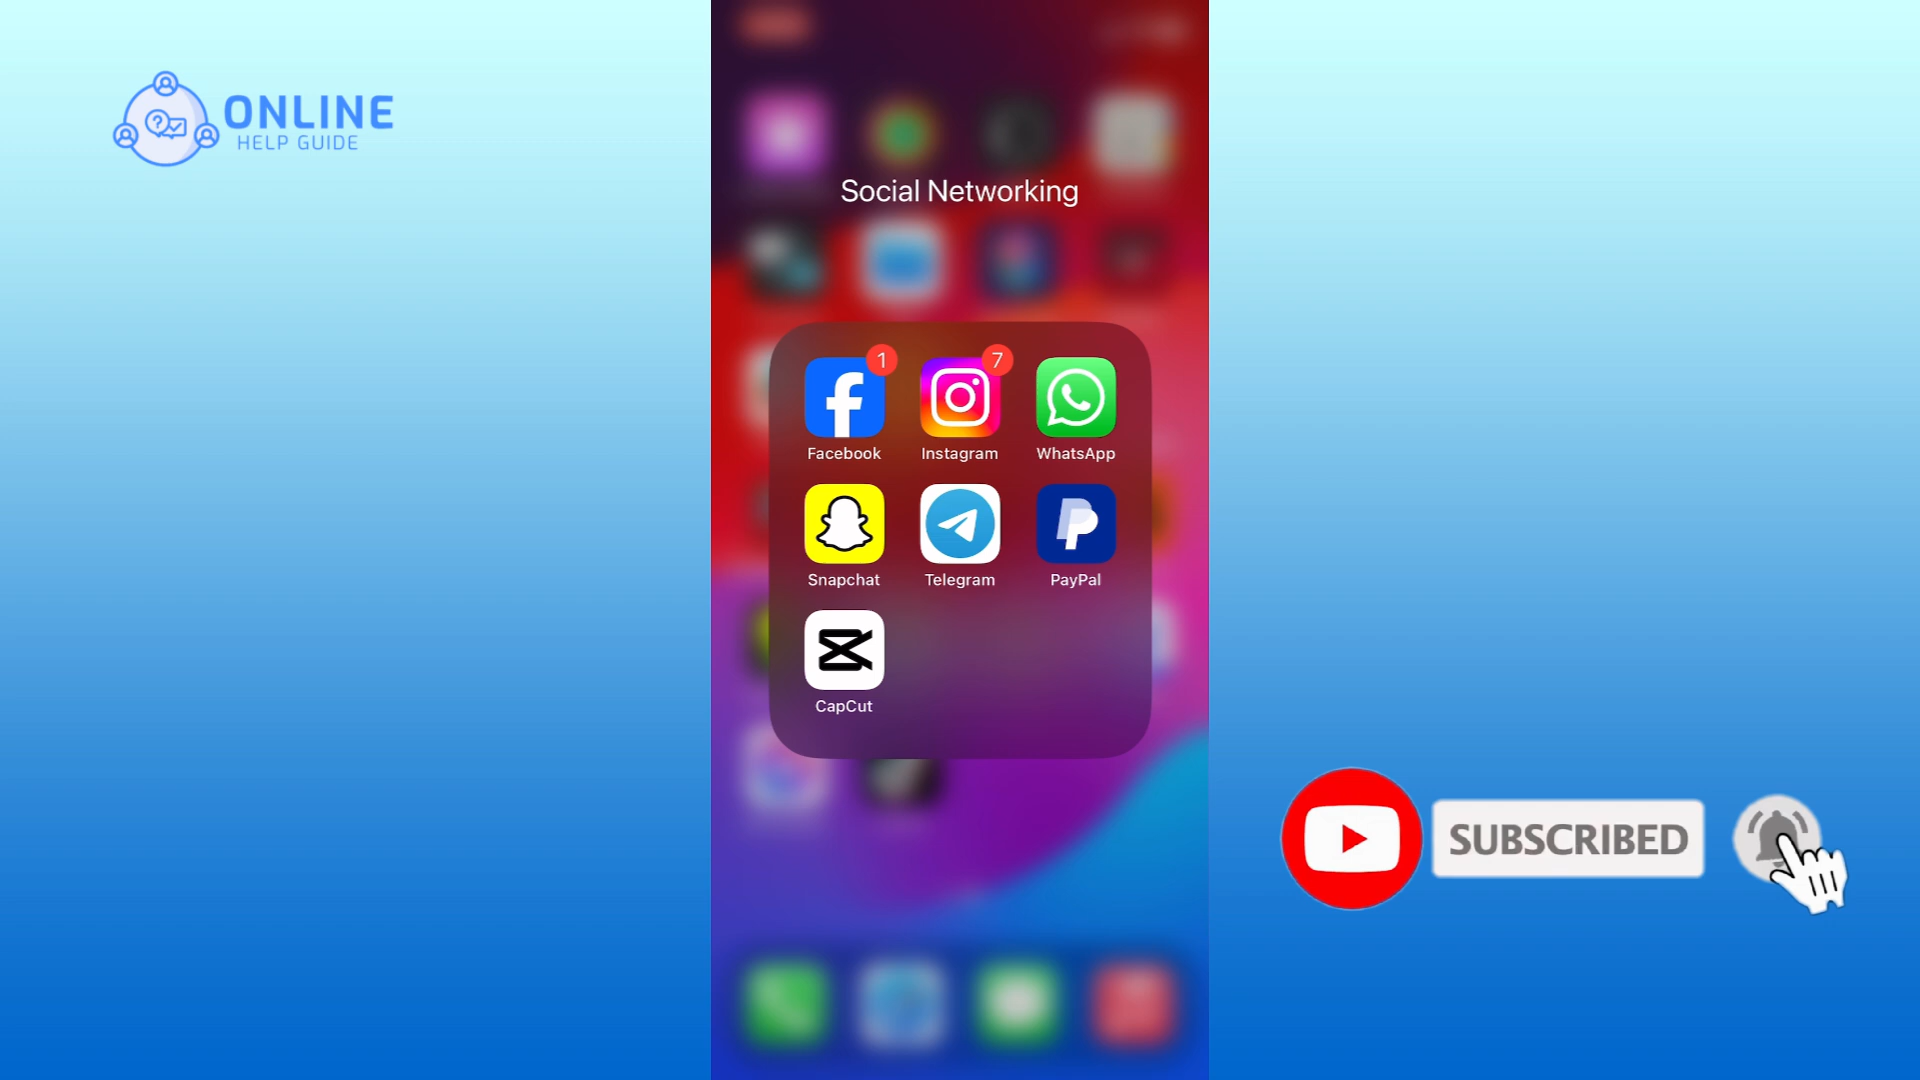 ONLINE
HELP GUIDE
Social Networking
1
7
Facebook
Instagram
WhatsApp
Snapchat
Telegram
PayPal
CapCut
SUBSCRIBED